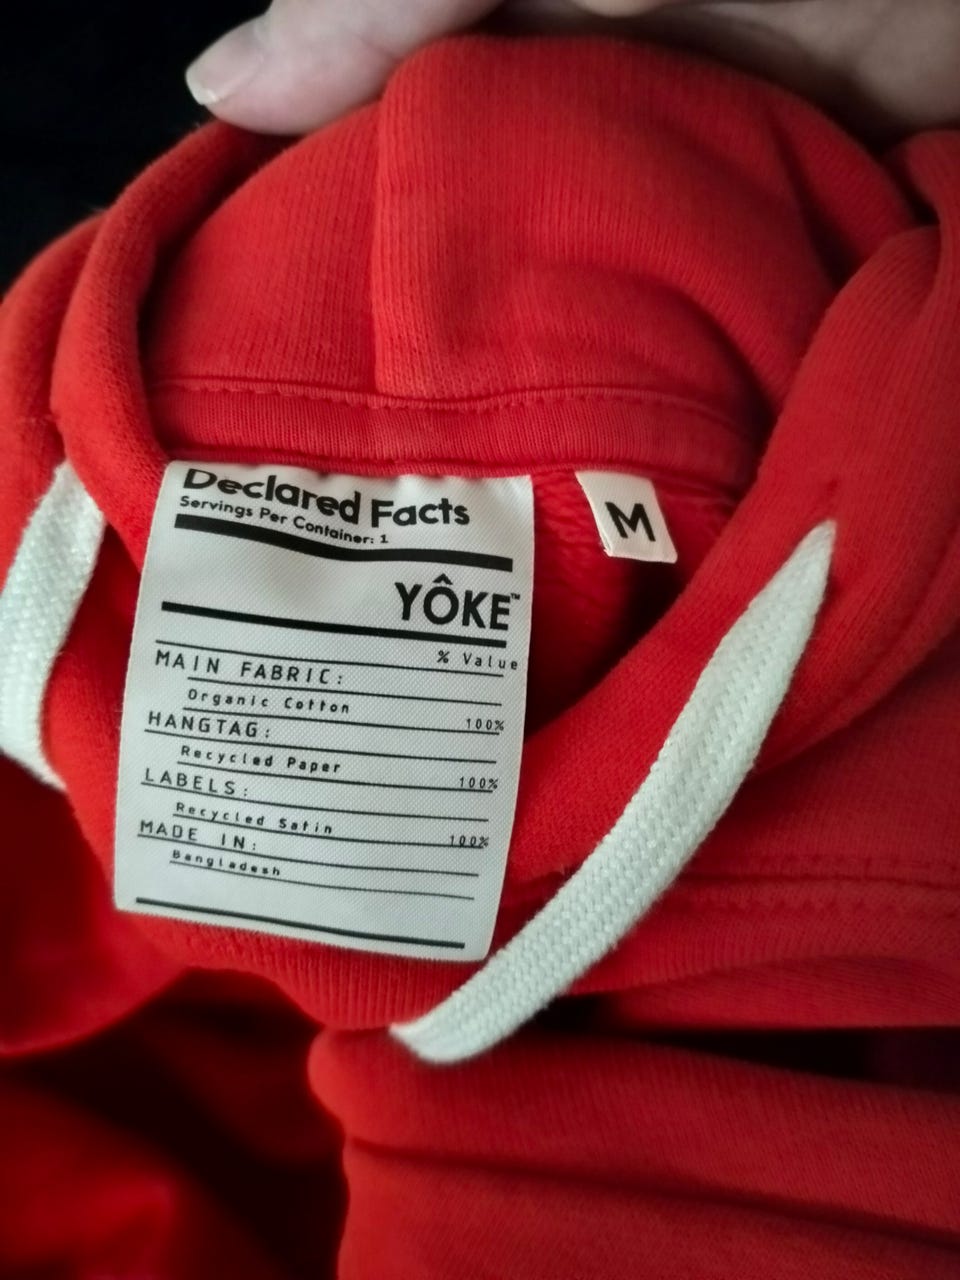 Declared Facts
Servings Per Container: 1
M
YÔKE™
% Value
MAIN FABRIC:
Organic Cotton 100%
HANGTAG:
Recycled Paper 100%
LABELS:
Recycled Satin 100%
MADE IN:
Bangladesh